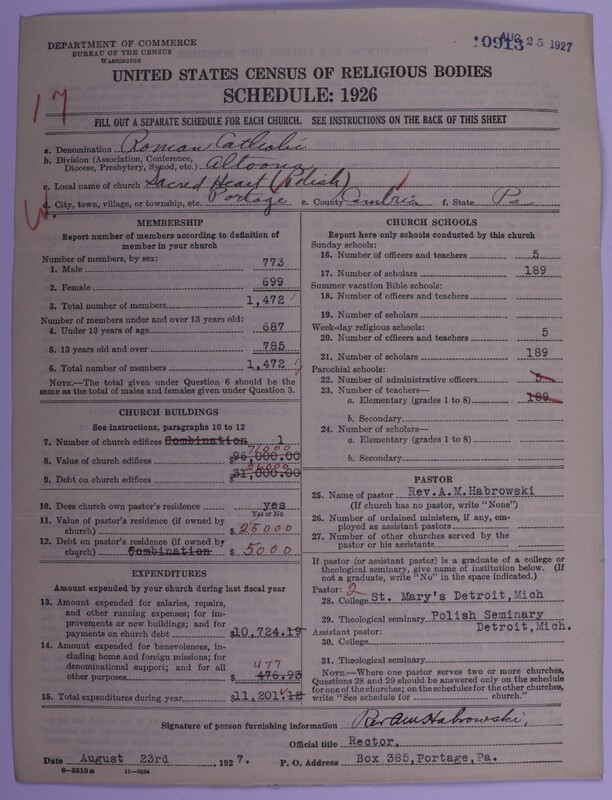 DEPARTMENT OF COMMERCE
BUREAU OF THE CENSUS
WASHINGTON
0913 AUG 25 1927
UNITED STATES CENSUS OF RELIGIOUS BODIES
SCHEDULE: 1926
17
FILL OUT A SEPARATE SCHEDULE FOR EACH CHURCH. SEE INSTRUCTIONS ON THE BACK OF THIS SHEET
a. Denomination Roman Catholic
b. Division (Association, Conference, Diocese, Presbytery, Synod, etc.) Altoona
c. Local name of church Sacred Heart (Polish)
d. City, town, village, or township, etc. Portage e. County Cambria f. State Pa
MEMBERSHIP
Report number of members according to definition of
member in your church
Number of members, by sex:
1. Male 773
2. Female 699
3. Total number of members 1,472
Number of members under and over 13 years old:
4. Under 13 years of age 687
5. 13 years old and over 785
6. Total number of members 1,472
NOTE.—The total given under Question 6 should be the
same as the total of males and females given under Question 3.
CHURCH BUILDINGS
See instructions, paragraphs 10 to 12
7. Number of church edifices Combination 1
71000
8. Value of church edifices $96,000.00
26000
9. Debt on church edifices $31,000.00
10. Does church own pastor's residence yes
Yes or No
11. Value of pastor's residence (if owned by
church) $25000
12. Debt on pastor's residence (if owned by
church) Combination $5000
EXPENDITURES
Amount expended by your church during last fiscal year
13. Amount expended for salaries, repairs,
and other running expenses; for im-
provements or new buildings; and for
payments on church debt $10,724.19
14. Amount expended for benevolences, in-
cluding home and foreign missions; for
denominational support; and for all 477
other purposes $476.93
15. Total expenditures during year $11,201.12
CHURCH SCHOOLS
Report here only schools conducted by this church
Sunday schools:
16. Number of officers and teachers 5
17. Number of scholars 189
Summer vacation Bible schools:
18. Number of officers and teachers
19. Number of scholars
Week-day religious schools:
20. Number of officers and teachers 5
21. Number of scholars 189
Parochial schools:
22. Number of administrative officers 5
23. Number of teachers—
a. Elementary (grades 1 to 8) 189
b. Secondary
24. Number of scholars—
a. Elementary (grades 1 to 8)
b. Secondary
PASTOR
25. Name of pastor Rev.A.M.Habrowski
(If church has no pastor, write "None")
26. Number of ordained ministers, if any, em-
ployed as assistant pastors
27. Number of other churches served by the
pastor or his assistants
If pastor (or assistant pastor) is a graduate of a college or
theological seminary, give name of institution below. (If
not a graduate, write "No" in the space indicated.)
Pastor: 2
28. College St. Mary's Detroit,Mich
29. Theological seminary Polish Seminary
Detroit,Mich.
Assistant pastor:
30. College
31. Theological seminary
NOTE.—Where one pastor serves two or more churches,
Questions 28 and 29 should be answered only on the schedule
for one of the churches; on the schedules for the other churches,
write "See schedule for church."
Signature of person furnishing information Rev AM Habrowski,
Official title Rector,
Date August 23rd, 1927. P. O. Address Box 385,Portage,Pa.
8—5310a 11—9034